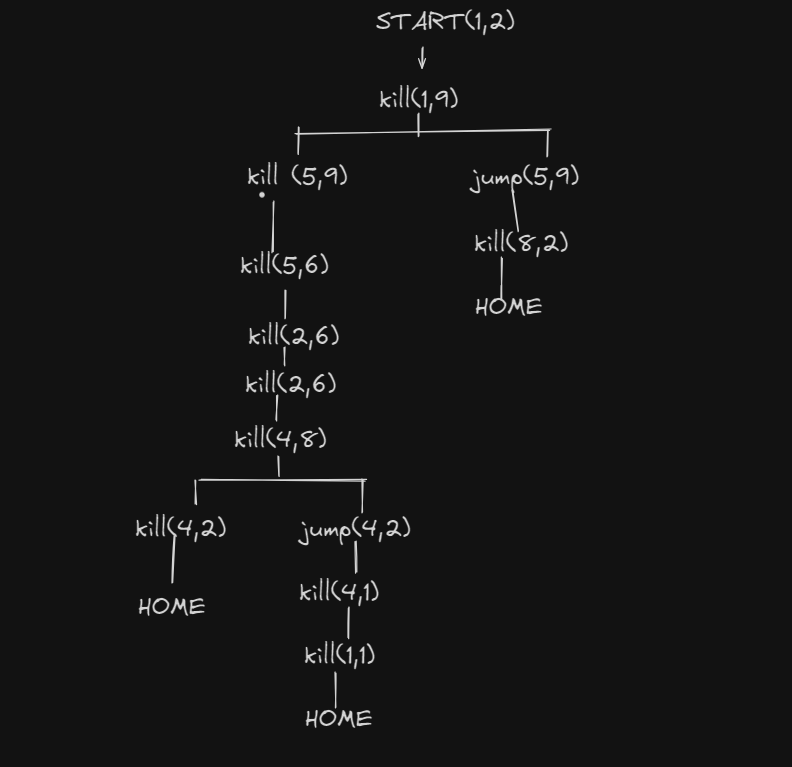 START(1,2)
kill(1,9)
kill (5,9)
jump(5,9)
kill(8,2)
kill(5,6)
HOME
kill(2,6)
kill(2,6)
kill(4,8)
kill(4,2)
jump(4,2)
kill(4,1)
HOME
kill(1,1)
HOME